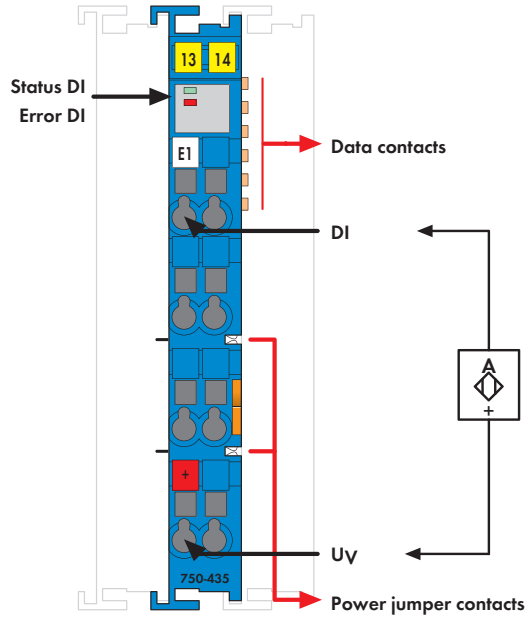 13 14
Status DI
Error DI
E1
Data contacts
DI
A
+
+
UV
750-435
Power jumper contacts